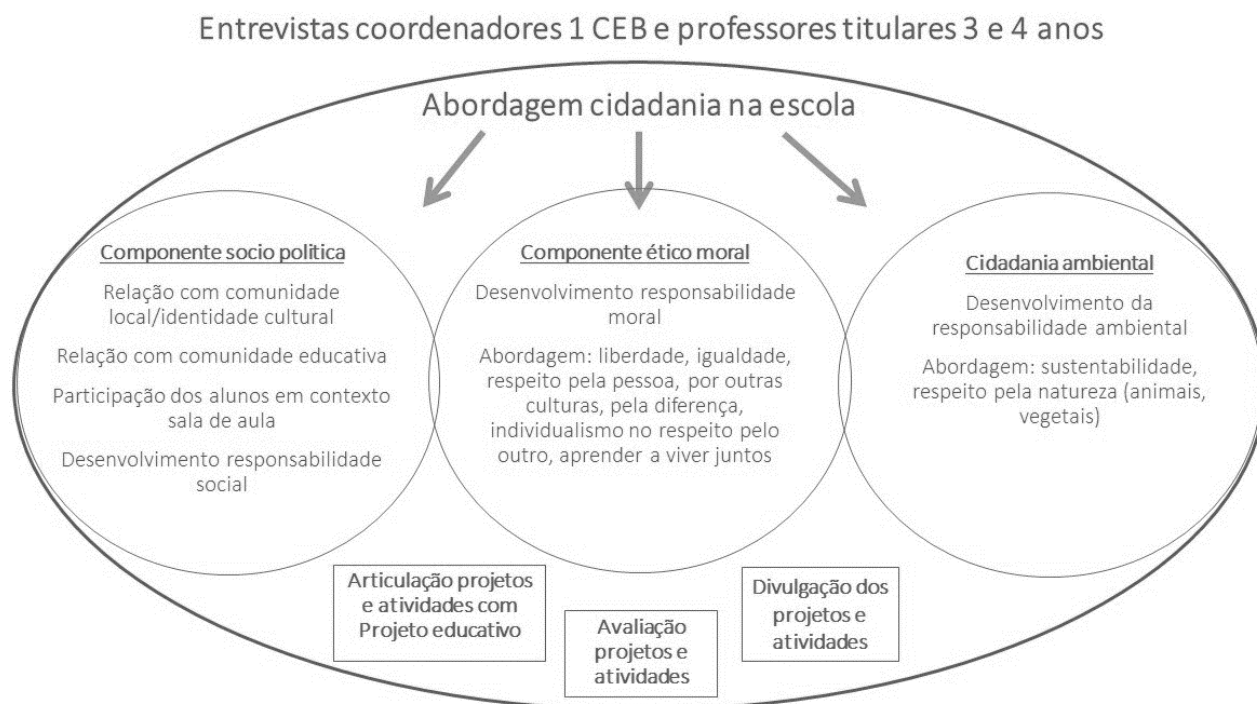 Entrevistas coordenadores 1 CEB e professores titulares 3 e 4 anos
Abordagem cidadania na escola
Componente socio politica
Relação com comunidade
local/identidade cultural
Relação com comunidade educativa
Participação dos alunos em contexto
sala de aula
Desenvolvimento responsabilidade
social
Componente ético moral
Desenvolvimento responsabilidade
moral
Abordagem: liberdade, igualdade,
respeito pela pessoa, por outras
culturas, pela diferença,
individualismo no respeito pelo
outro, aprender a viver juntos
Cidadania ambiental
Desenvolvimento da
responsabilidade ambiental
Abordagem: sustentabilidade,
respeito pela natureza (animais,
vegetais)
Articulação projetos
e atividades com
Projeto educativo
Avaliação
projetos e
atividades
Divulgação dos
projetos e
atividades